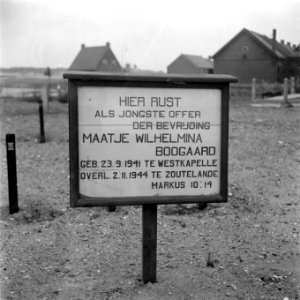 HIER RUST
ALS JONGSTE OFFER
DER BEVRIJDING
MAATJE WILHELMINA
BOOGAARD
GEB. 23.9.1941 TE WESTKAPELLE
OVERL. 2.11.1944 TE ZOUTELANDE
MARKUS 10:14